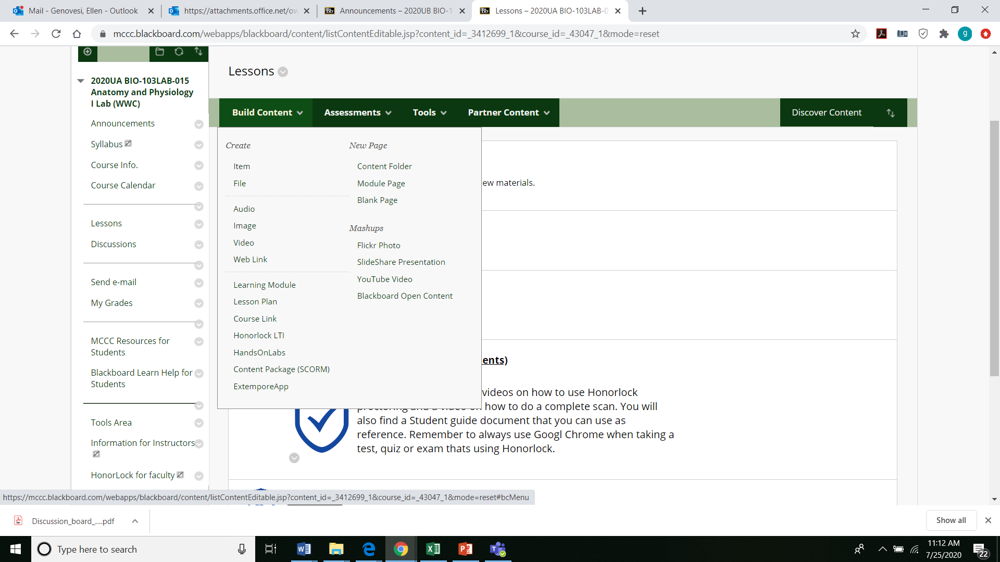 Mail - Genovesi, Ellen - Outlook
https://attachments.office.net/ow
Bb Announcements – 2020UB BIO-1
Bb Lessons – 2020UA BIO-103LAB-0
mccc.blackboard.com/webapps/blackboard/content/listContentEditable.jsp?content_id=_3412699_1&course_id=_43047_1&mode=reset
g
2020UA BIO-103LAB-015
Anatomy and Physiology
I Lab (WWC)
Announcements
Syllabus
Course Info.
Course Calendar
Lessons
Discussions
Send e-mail
My Grades
MCCC Resources for
Students
Blackboard Learn Help for
Students
Tools Area
Information for Instructors
HonorLock for faculty
Lessons
Build Content
Assessments
Tools
Partner Content
Discover Content
Create
Item
File
Audio
Image
Video
Web Link
Learning Module
Lesson Plan
Course Link
Honorlock LTI
HandsOnLabs
Content Package (SCORM)
ExtemporeApp
New Page
Content Folder
Module Page
Blank Page
Mashups
Flickr Photo
SlideShare Presentation
YouTube Video
Blackboard Open Content
ew materials.
ents)
videos on how to use Honorlock
proctoring and a video on how to do a complete scan. You will
also find a Student guide document that you can use as
reference. Remember to always use Googl Chrome when taking a
test, quiz or exam thats using Honorlock.
https://mccc.blackboard.com/webapps/blackboard/content/listContentEditable.jsp?content_id=_3412699_1&course_id=_43047_1&mode=reset#bcMenu
Discussion_board_....pdf
Show all
Type here to search
11:12 AM
7/25/2020
22